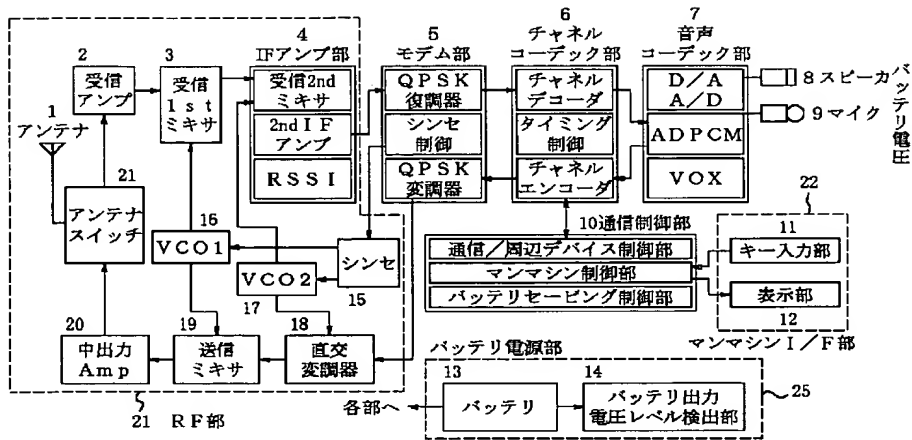 1
アンテナ
2
受信
アンプ
3
受信
1st
ミキサ
4
IFアンプ部
受信2nd
ミキサ
2ndIF
アンプ
RSSI
5
モデム部
QPSK
復調器
シンセ
制御
QPSK
変調器
6
チャネル
コーデック部
チャネル
デコーダ
タイミング
制御
チャネル
エンコーダ
7
音声
コーデック部
D/A
A/D
ADPCM
VOX
8スピーカ
9マイク
バッテリ電圧
21
アンテナ
スイッチ
16
VCO1
VCO2
17
シンセ
15
10通信制御部
通信/周辺デバイス制御部
マンマシン制御部
バッテリセービング制御部
22
11
キー入力部
表示部
12
マンマシンI/F部
20
中出力
Amp
19
送信
ミキサ
18
直交
変調器
21 RF部
バッテリ電源部
各部へ
13
バッテリ
14
バッテリ出力
電圧レベル検出部
25